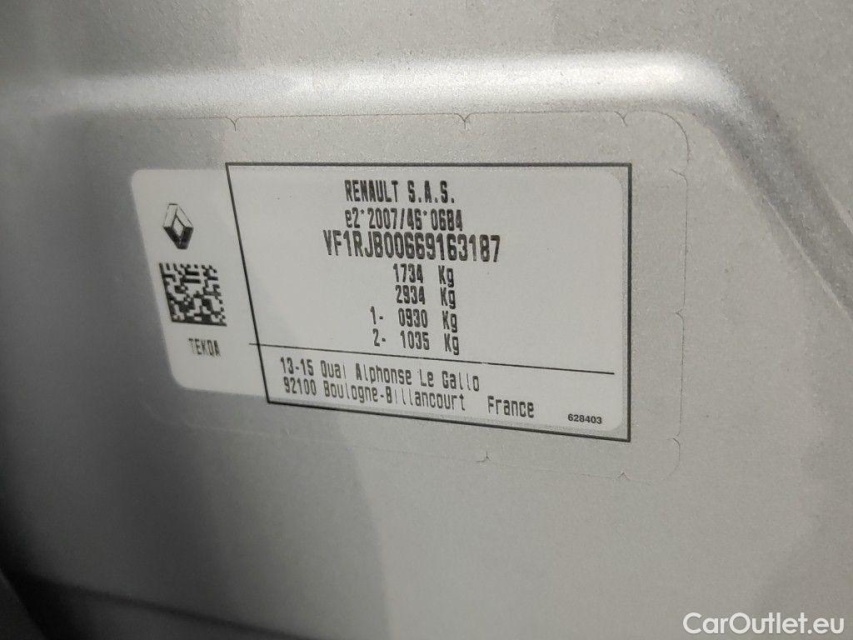 RENAULT S.A.S.
e2*2007/46*0684
VF1RJB00669163187
1734 Kg
2934 Kg
1- 0930 Kg
2- 1035 Kg
TEKDA
13-15 Quai Alphonse Le Gallo
92100 Boulogne-Billancourt France
628403
CarOutlet.eu